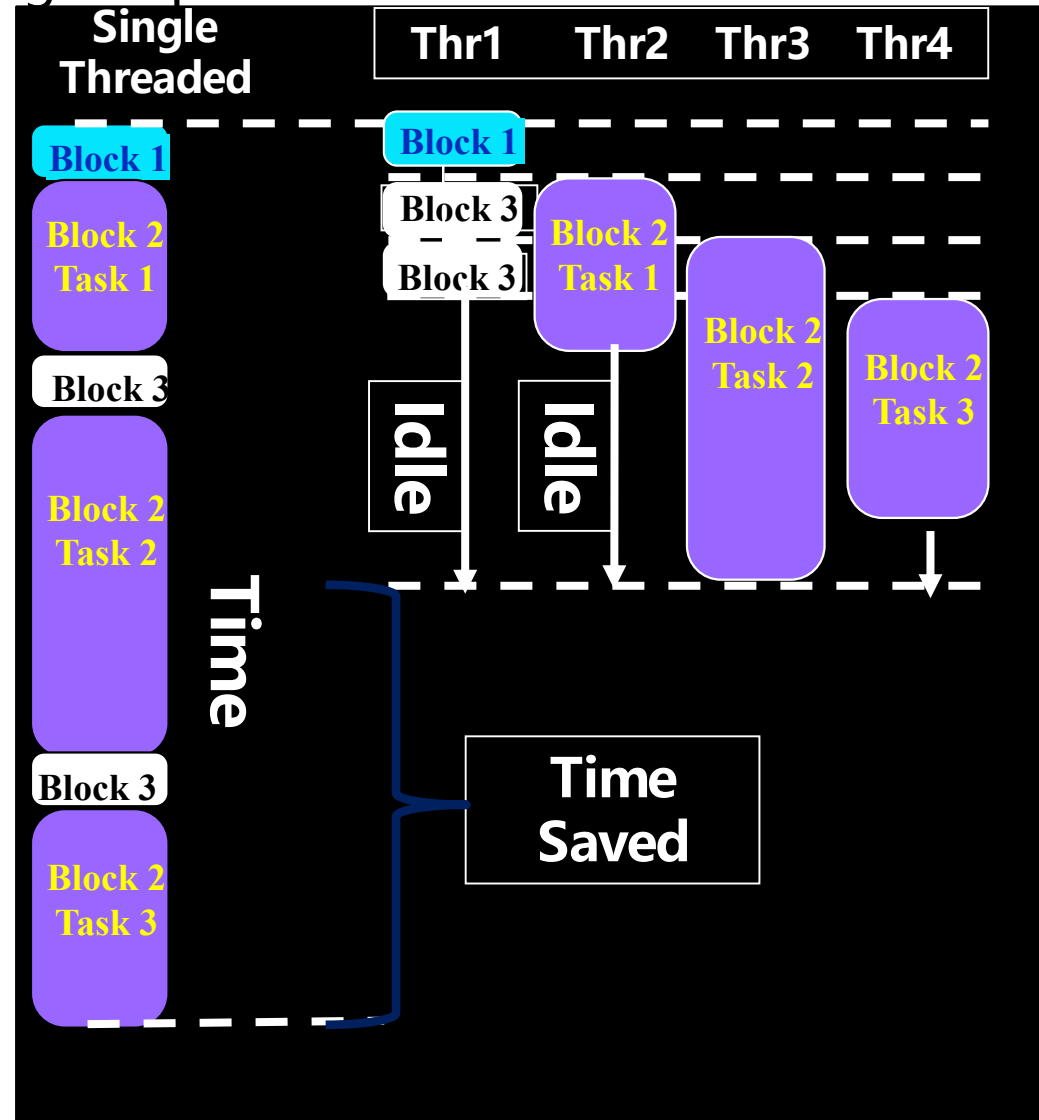 Single
Threaded
Thr1 Thr2 Thr3 Thr4
Block 1
Block 2
Task 1
Block 3
Block 2
Task 2
Block 3
Block 2
Task 3
Time
Block 1
Block 3
Block 3
Idle
Block 2
Task 1
Idle
Block 2
Task 2
Block 2
Task 3
Time
Saved